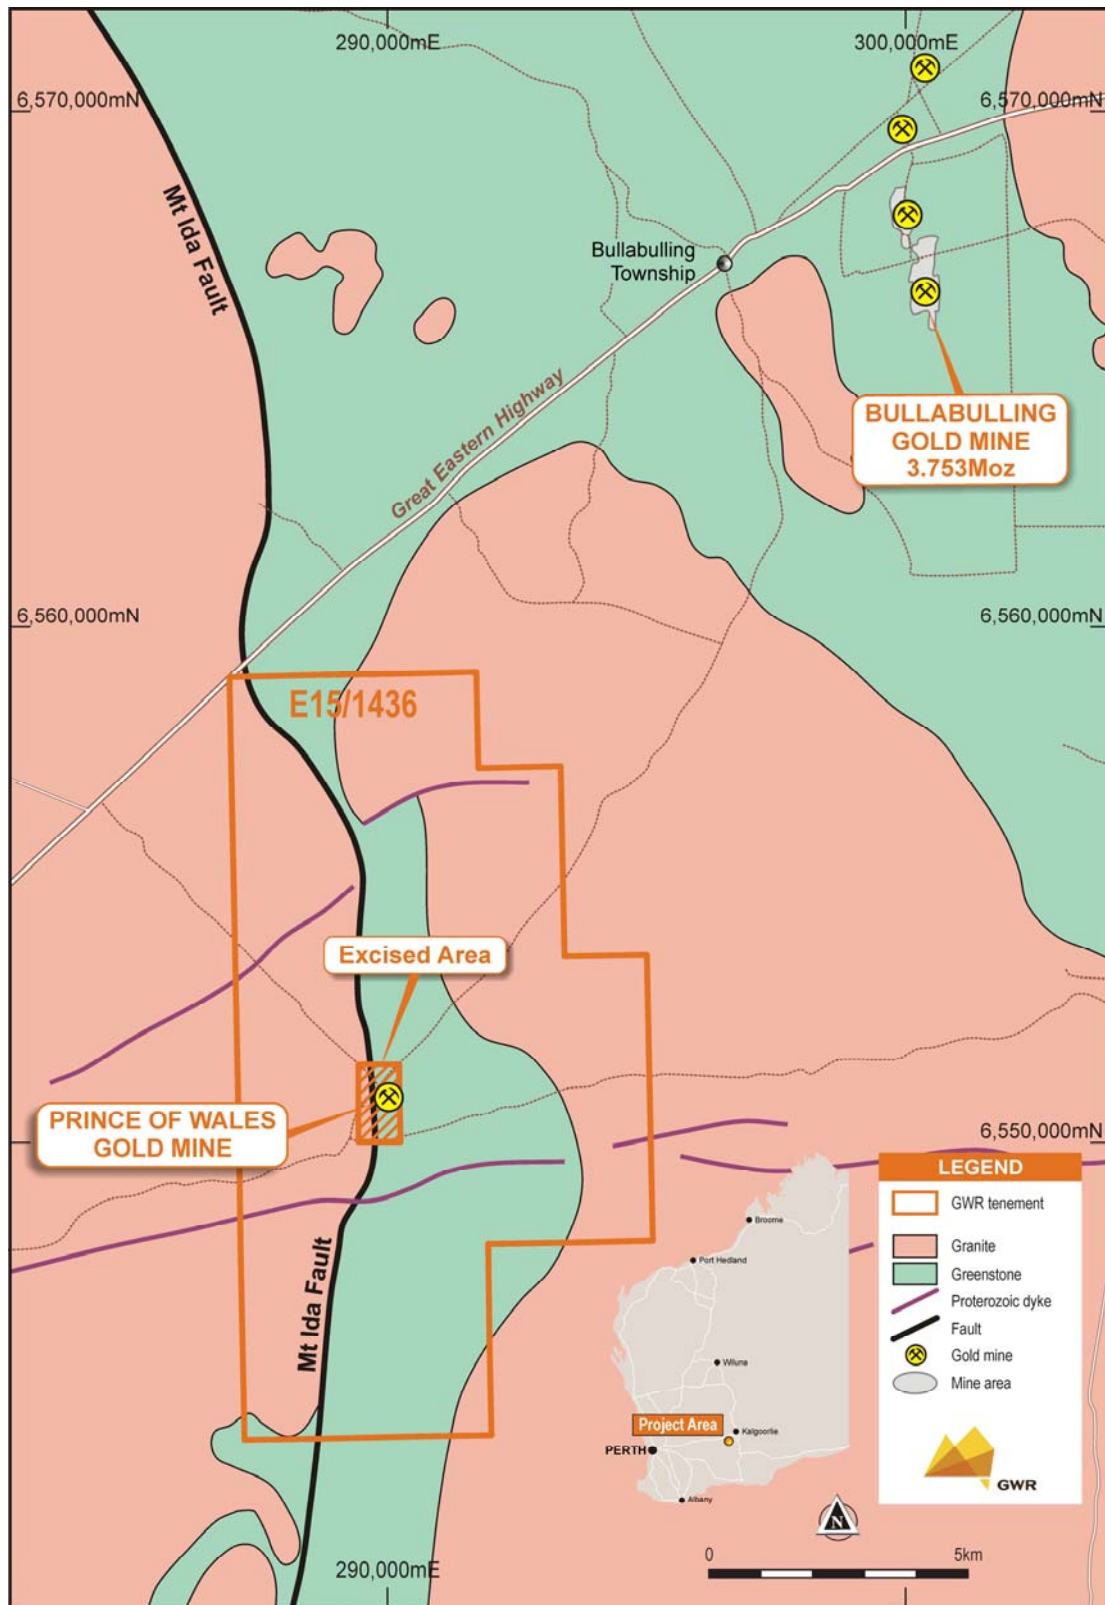 290,000mE
300,000mE
6,570,000mN
6,570,000mN
Mt Ida Fault
Bullabulling
Township
Great Eastern Highway
BULLABULLING
GOLD MINE
3.753Moz
6,560,000mN
6,560,000mN
E15/1436
Excised Area
PRINCE OF WALES
GOLD MINE
6,550,000mN
Mt Ida Fault
LEGEND
GWR tenement
Granite
Greenstone
Proterozoic dyke
Fault
Gold mine
Mine area
GWR
Broome
Port Hedland
Wiluna
Project Area
Kalgoorlie
PERTH
Albany
N
0
5km
290,000mE